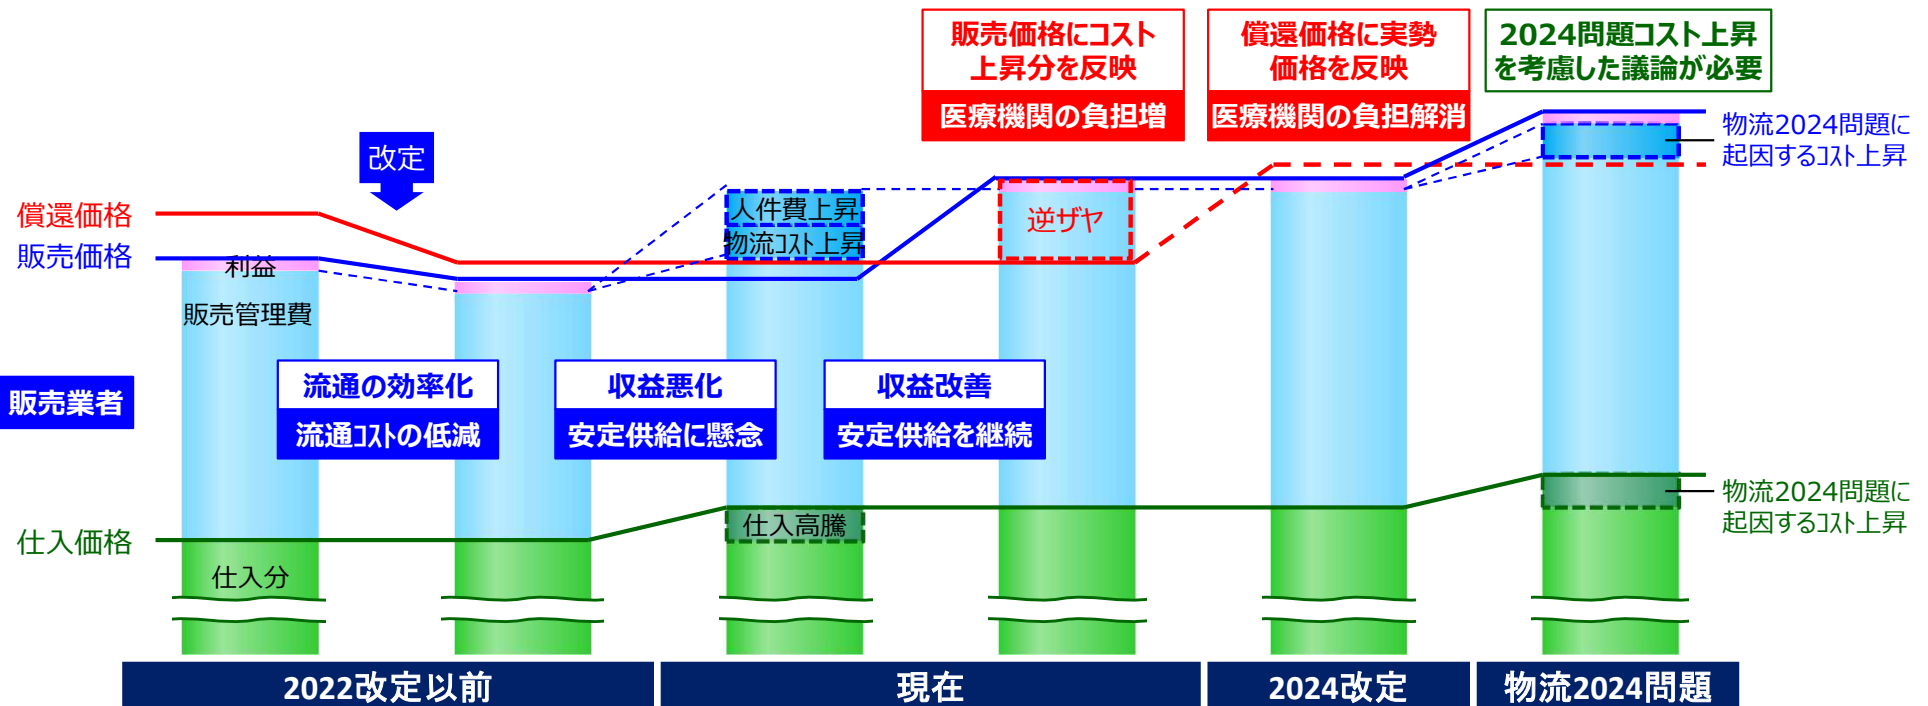 販売価格にコスト
上昇分を反映
医療機関の負担増
償還価格に実勢
価格を反映
医療機関の負担解消
2024問題コスト上昇
を考慮した議論が必要
改定
物流2024問題に
起因するコスト上昇
償還価格
販売価格
利益
販売管理費
人件費上昇
物流コスト上昇
逆ザヤ
販売業者
流通の効率化
流通コストの低減
収益悪化
安定供給に懸念
収益改善
安定供給を継続
仕入価格
仕入分
仕入高騰
物流2024問題に
起因するコスト上昇
2022改定以前
現在
2024改定
物流2024問題